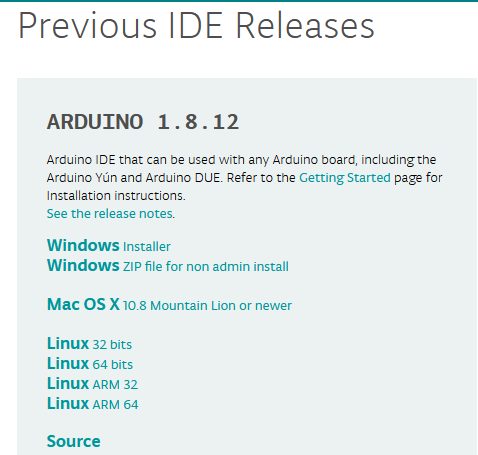 Previous IDE Releases
ARDUINO 1.8.12
Arduino IDE that can be used with any Arduino board, including the
Arduino Yún and Arduino DUE. Refer to the Getting Started page for
Installation instructions.
See the release notes.
Windows Installer
Windows ZIP file for non admin install
Mac OS X 10.8 Mountain Lion or newer
Linux 32 bits
Linux 64 bits
Linux ARM 32
Linux ARM 64
Source